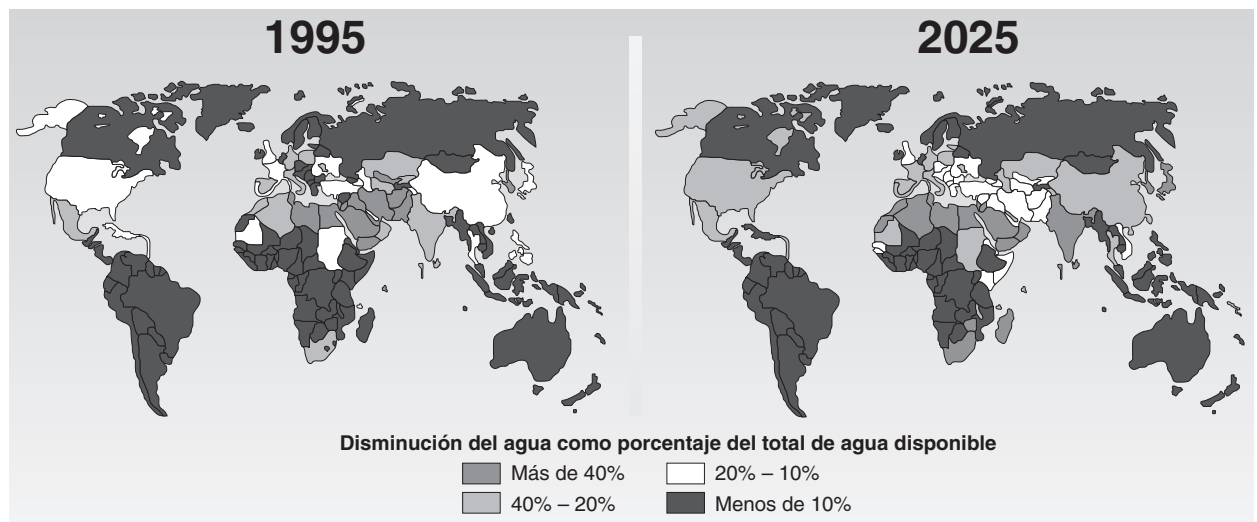 1995
2025
Disminución del agua como porcentaje del total de agua disponible
Más de 40%
20% – 10%
40% – 20%
Menos de 10%